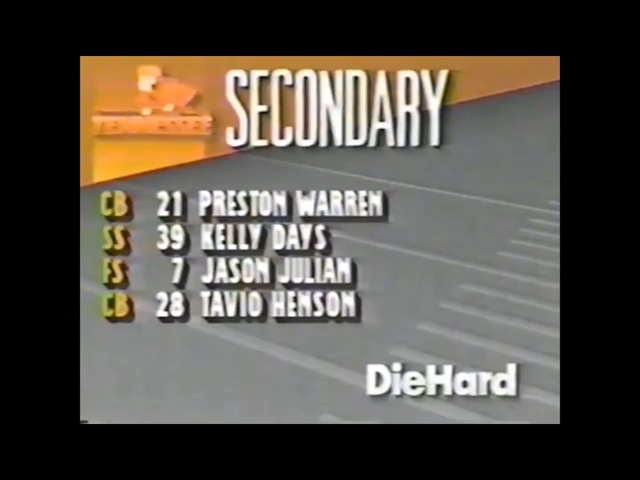 TENNESSEE
SECONDARY
CB 21 PRESTON WARREN
SS 39 KELLY DAYS
FS 7 JASON JULIAN
CB 28 TAVIO HENSON
DieHard